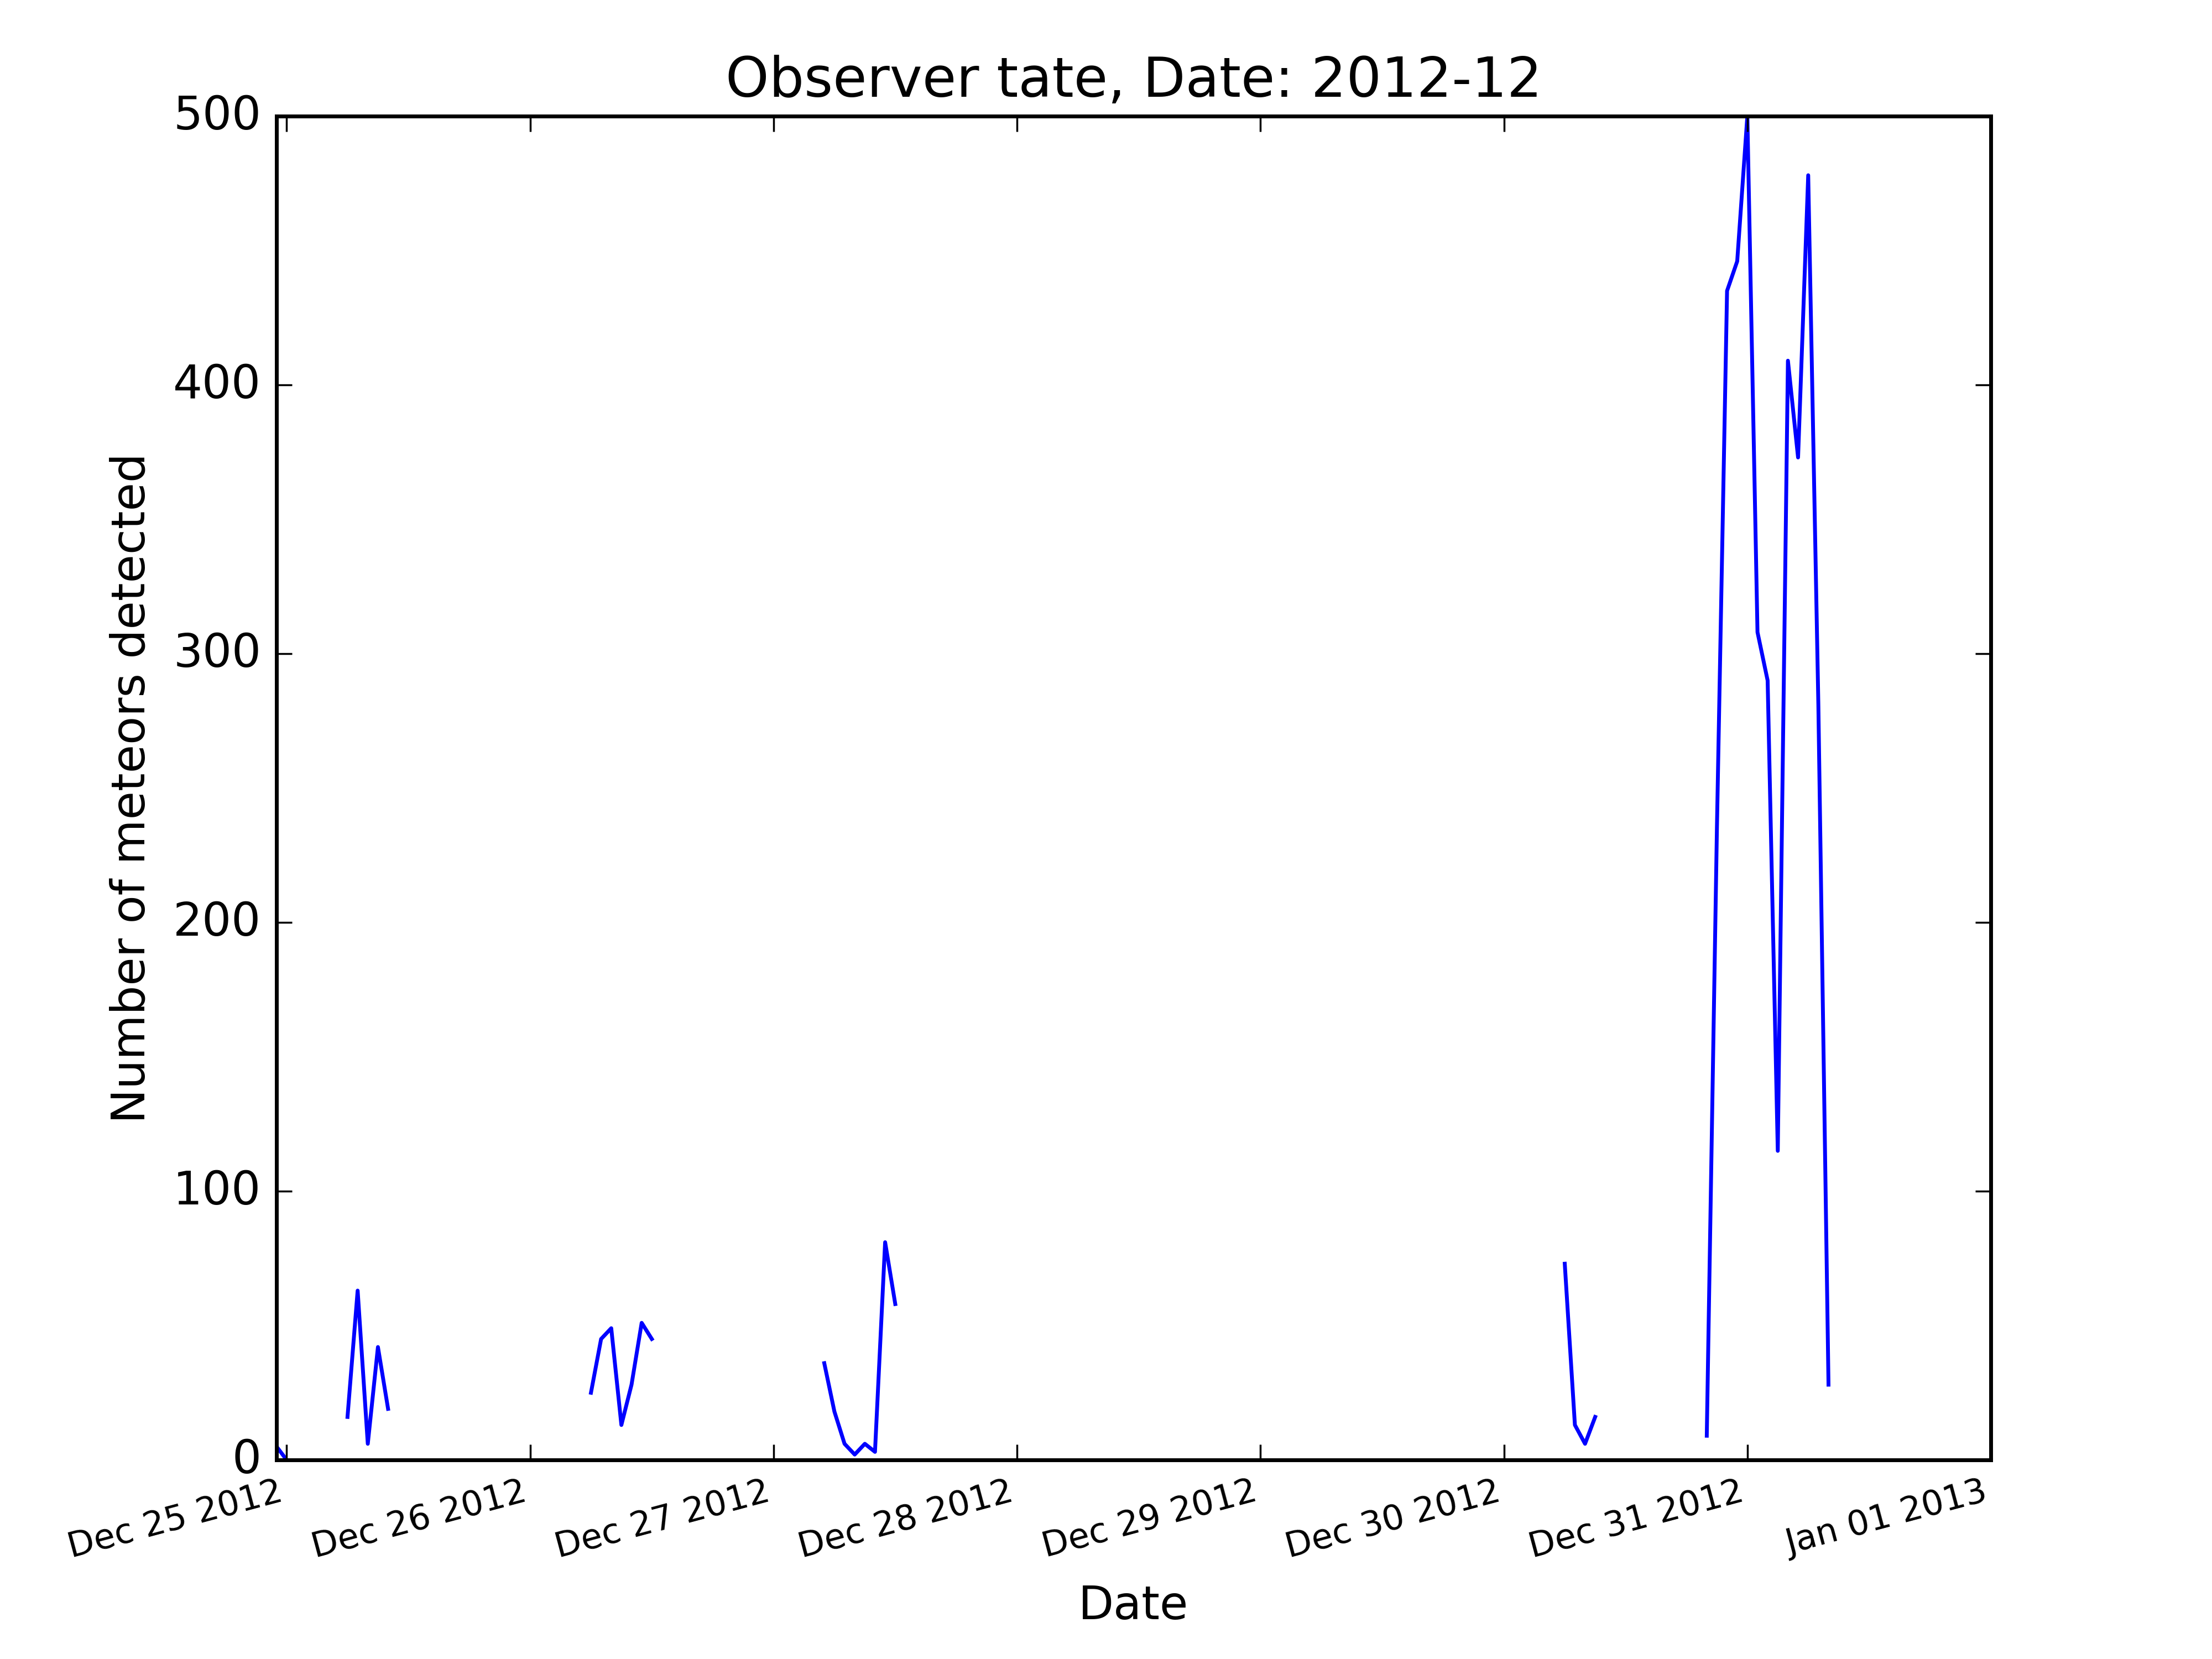 Observer tate, Date: 2012-12
500
400
300
200
100
0
Number of meteors detected
Dec 25 2012
Dec 26 2012
Dec 27 2012
Dec 28 2012
Dec 29 2012
Dec 30 2012
Dec 31 2012
Jan 01 2013
Date